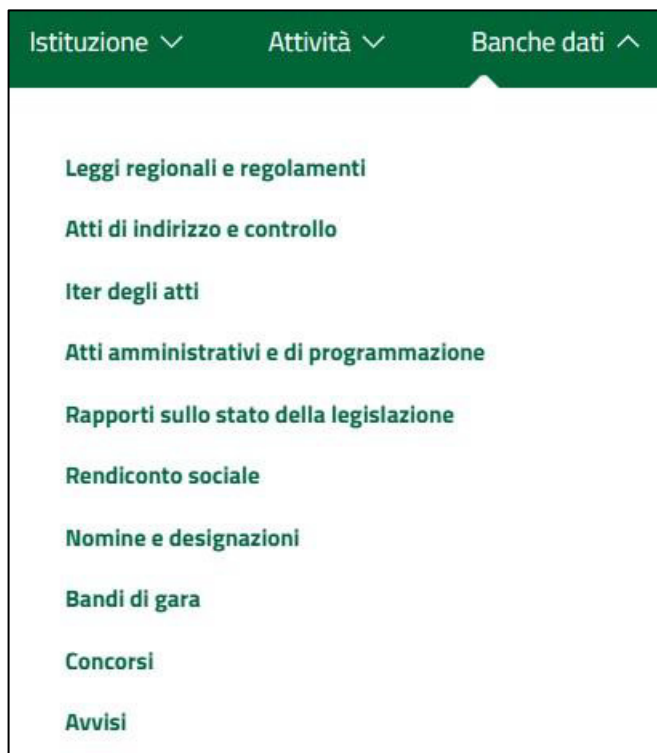 Istituzione Attività Banche dati
Leggi regionali e regolamenti
Atti di indirizzo e controllo
Iter degli atti
Atti amministrativi e di programmazione
Rapporti sullo stato della legislazione
Rendiconto sociale
Nomine e designazioni
Bandi di gara
Concorsi
Avvisi